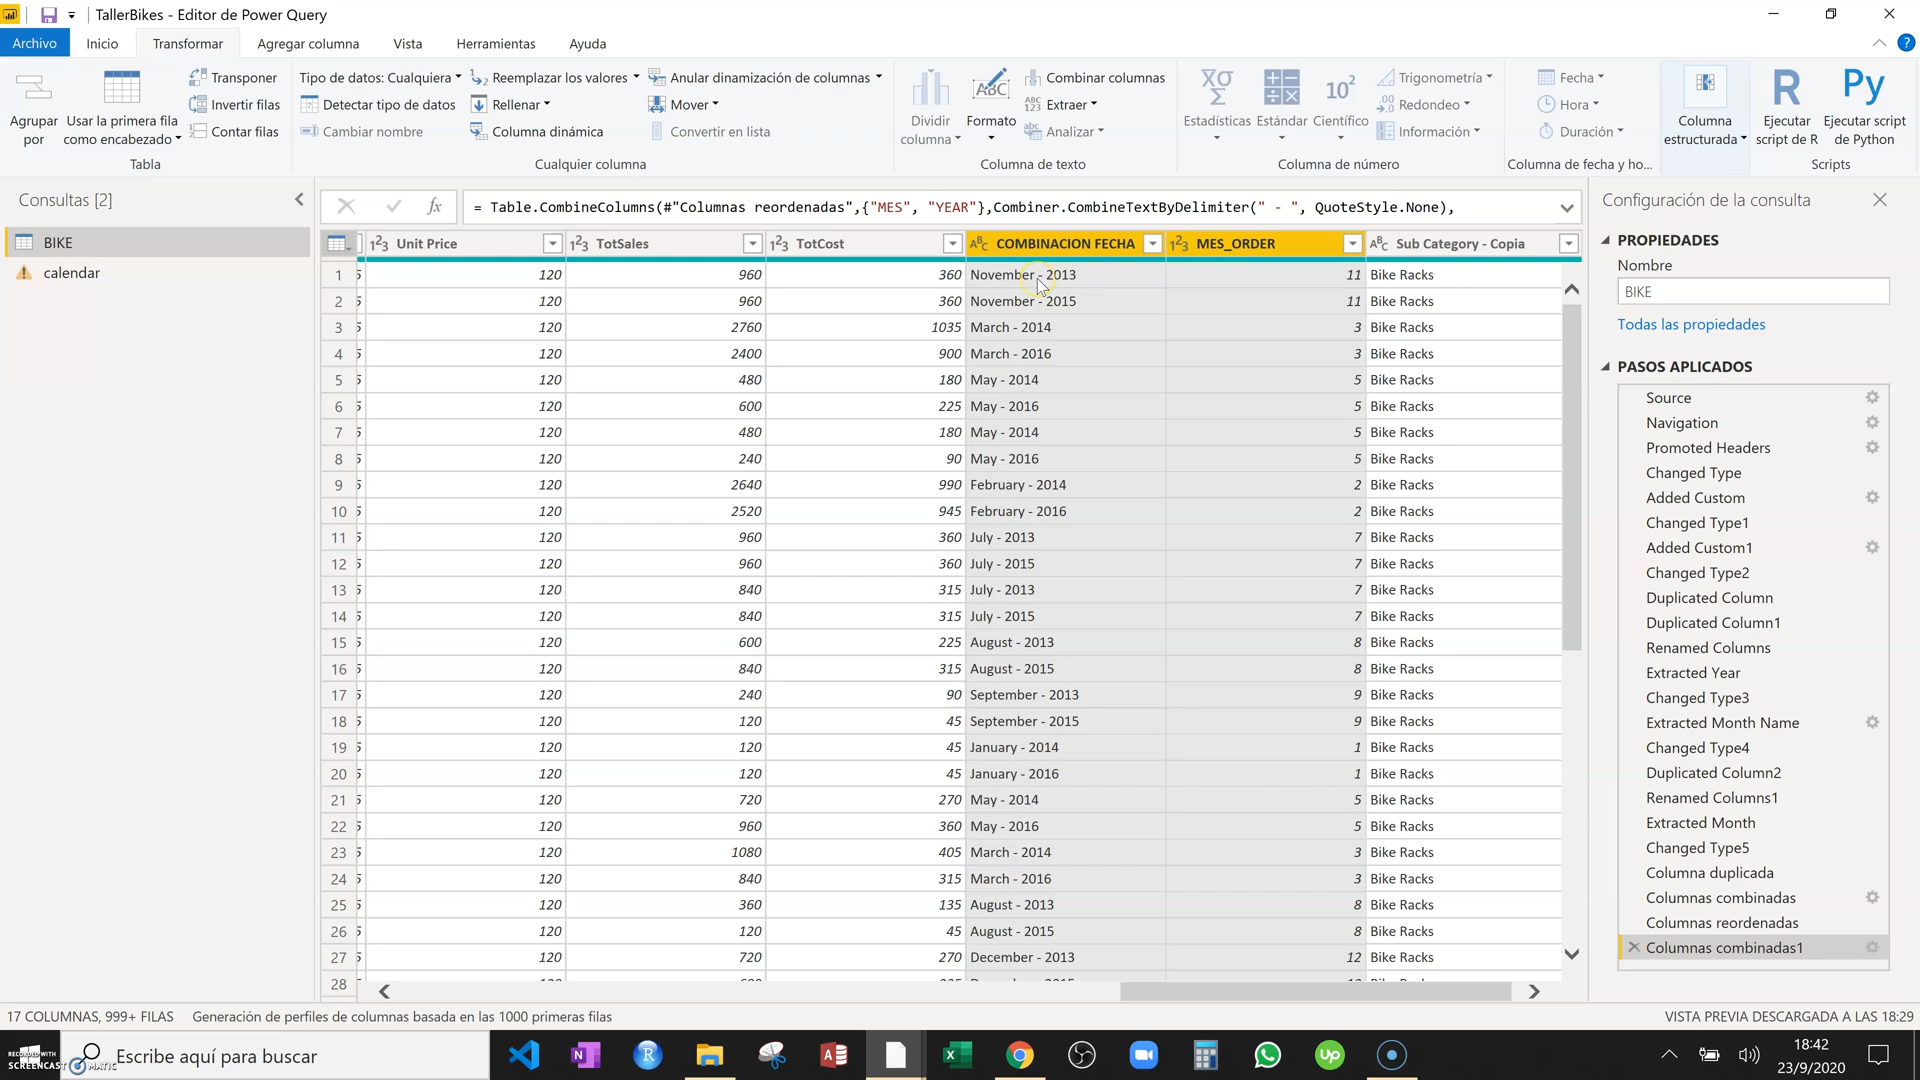 TallerBikes - Editor de Power Query
Archivo Inicio Transformar Agregar columna Vista Herramientas Ayuda
Agrupar por
Usar la primera fila como encabezado
Transponer
Invertir filas
Contar filas
Tabla
Tipo de datos: Cualquiera
Detectar tipo de datos
Cambiar nombre
Reemplazar los valores
Rellenar
Columna dinámica
Anular dinamización de columnas
Mover
Convertir en lista
Cualquier columna
Dividir columna
Formato
Combinar columnas
Extraer
Analizar
Columna de texto
Estadísticas
Estándar
Científico
Trigonometría
Redondeo
Información
Columna de número
Fecha
Hora
Duración
Columna de fecha y ho...
Columna estructurada
Ejecutar script de R
Ejecutar script de Python
Scripts
Consultas [2]
BIKE
calendar
= Table.CombineColumns(#"Columnas reordenadas",{"MES", "YEAR"},Combiner.CombineTextByDelimiter(" - ", QuoteStyle.None),
Unit Price TotSales TotCost COMBINACION FECHA MES_ORDER Sub Category - Copia
1 120 960 360 November - 2013 11 Bike Racks
2 120 960 360 November - 2015 11 Bike Racks
3 120 2760 1035 March - 2014 3 Bike Racks
4 120 2400 900 March - 2016 3 Bike Racks
5 120 480 180 May - 2014 5 Bike Racks
6 120 600 225 May - 2016 5 Bike Racks
7 120 480 180 May - 2014 5 Bike Racks
8 120 240 90 May - 2016 5 Bike Racks
9 120 2640 990 February - 2014 2 Bike Racks
10 120 2520 945 February - 2016 2 Bike Racks
11 120 960 360 July - 2013 7 Bike Racks
12 120 960 360 July - 2015 7 Bike Racks
13 120 840 315 July - 2013 7 Bike Racks
14 120 840 315 July - 2015 7 Bike Racks
15 120 600 225 August - 2013 8 Bike Racks
16 120 840 315 August - 2015 8 Bike Racks
17 120 240 90 September - 2013 9 Bike Racks
18 120 120 45 September - 2015 9 Bike Racks
19 120 120 45 January - 2014 1 Bike Racks
20 120 120 45 January - 2016 1 Bike Racks
21 120 720 270 May - 2014 5 Bike Racks
22 120 960 360 May - 2016 5 Bike Racks
23 120 1080 405 March - 2014 3 Bike Racks
24 120 840 315 March - 2016 3 Bike Racks
25 120 360 135 August - 2013 8 Bike Racks
26 120 120 45 August - 2015 8 Bike Racks
27 120 720 270 December - 2013 12 Bike Racks
28
Configuración de la consulta
PROPIEDADES
Nombre
BIKE
Todas las propiedades
PASOS APLICADOS
Source
Navigation
Promoted Headers
Changed Type
Added Custom
Changed Type1
Added Custom1
Changed Type2
Duplicated Column
Duplicated Column1
Renamed Columns
Extracted Year
Changed Type3
Extracted Month Name
Changed Type4
Duplicated Column2
Renamed Columns1
Extracted Month
Changed Type5
Columna duplicada
Columnas combinadas
Columnas reordenadas
Columnas combinadas1
17 COLUMNAS, 999+ FILAS Generación de perfiles de columnas basada en las 1000 primeras filas
VISTA PREVIA DESCARGADA A LAS 18:29
RECORDED WITH
SCREENCAST MATIC
Escribe aquí para buscar
18:42
23/9/2020